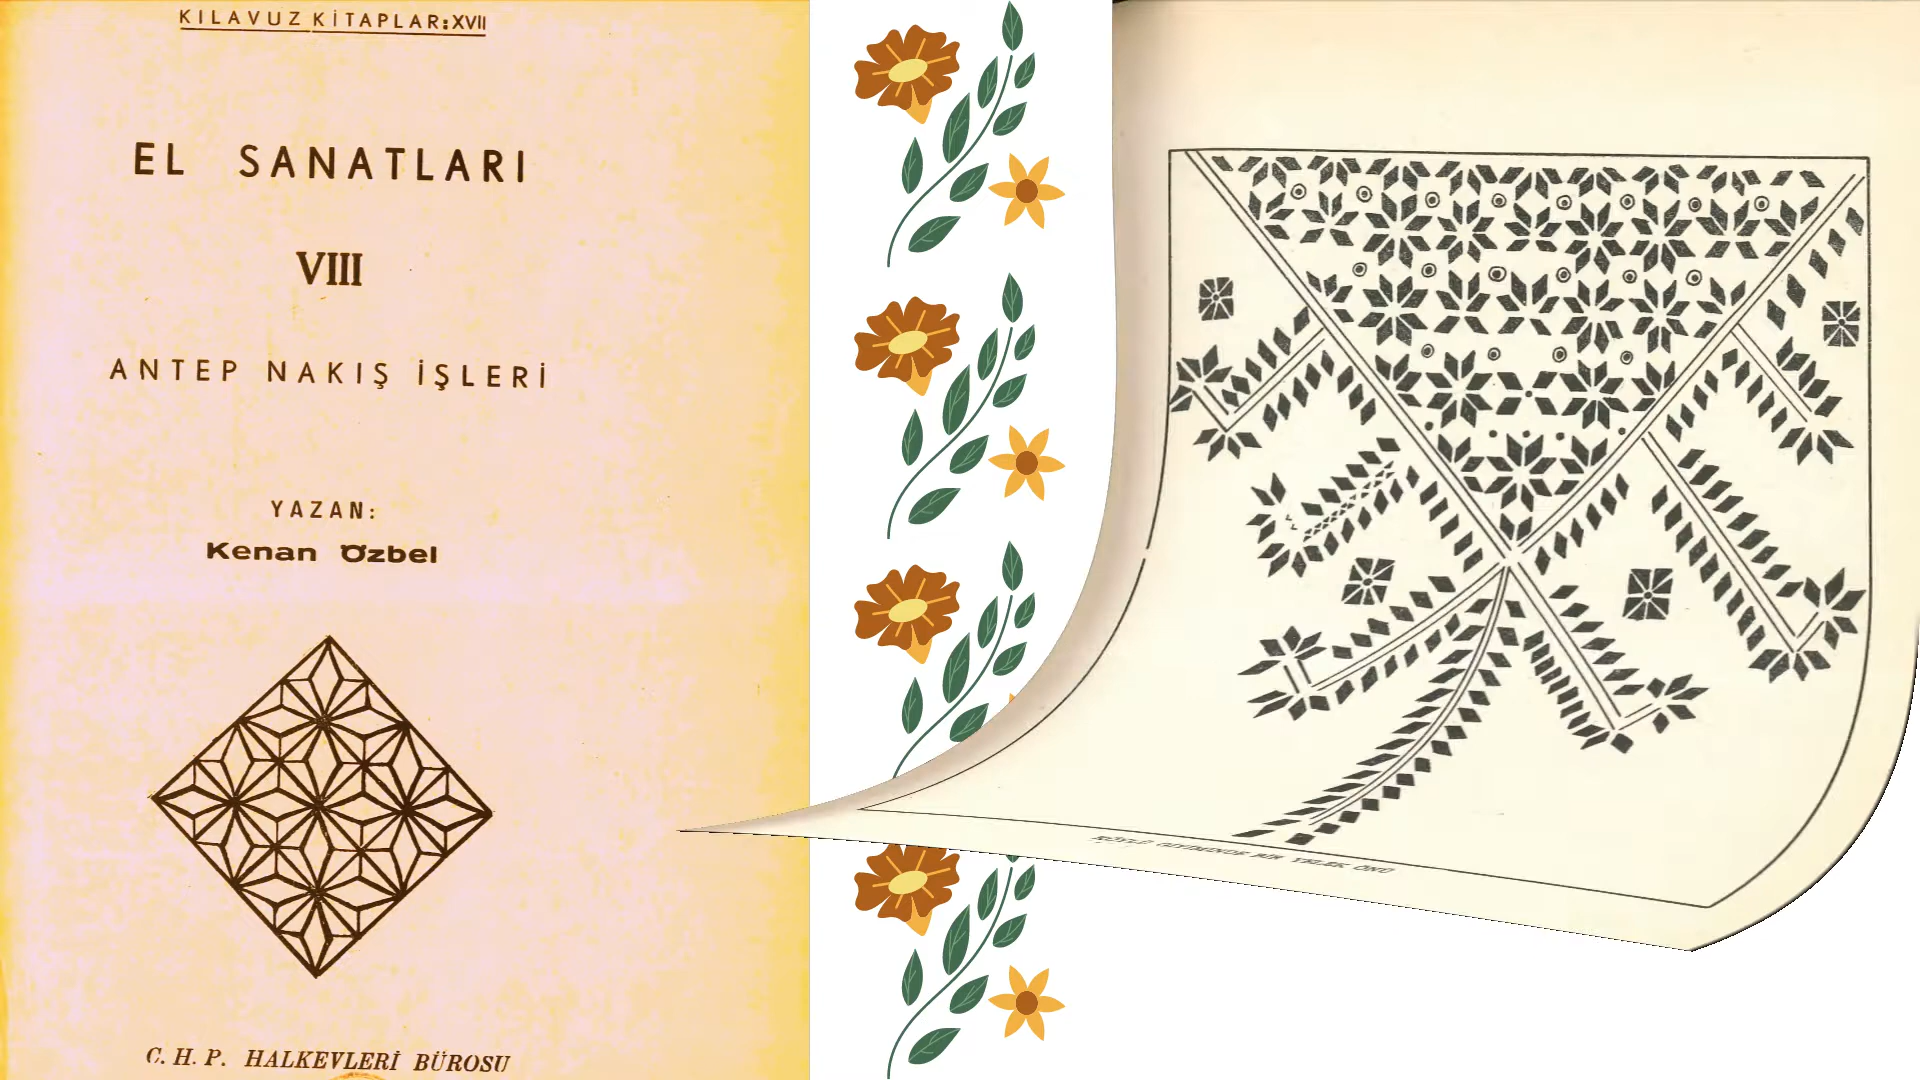 KILAVUZ KİTAPLAR:XVII
EL SANATLARI
VIII
ANTEP NAKIŞ İŞLERİ
YAZAN:
Kenan Özbel
C. H. P. HALKEVLERİ BÜROSU